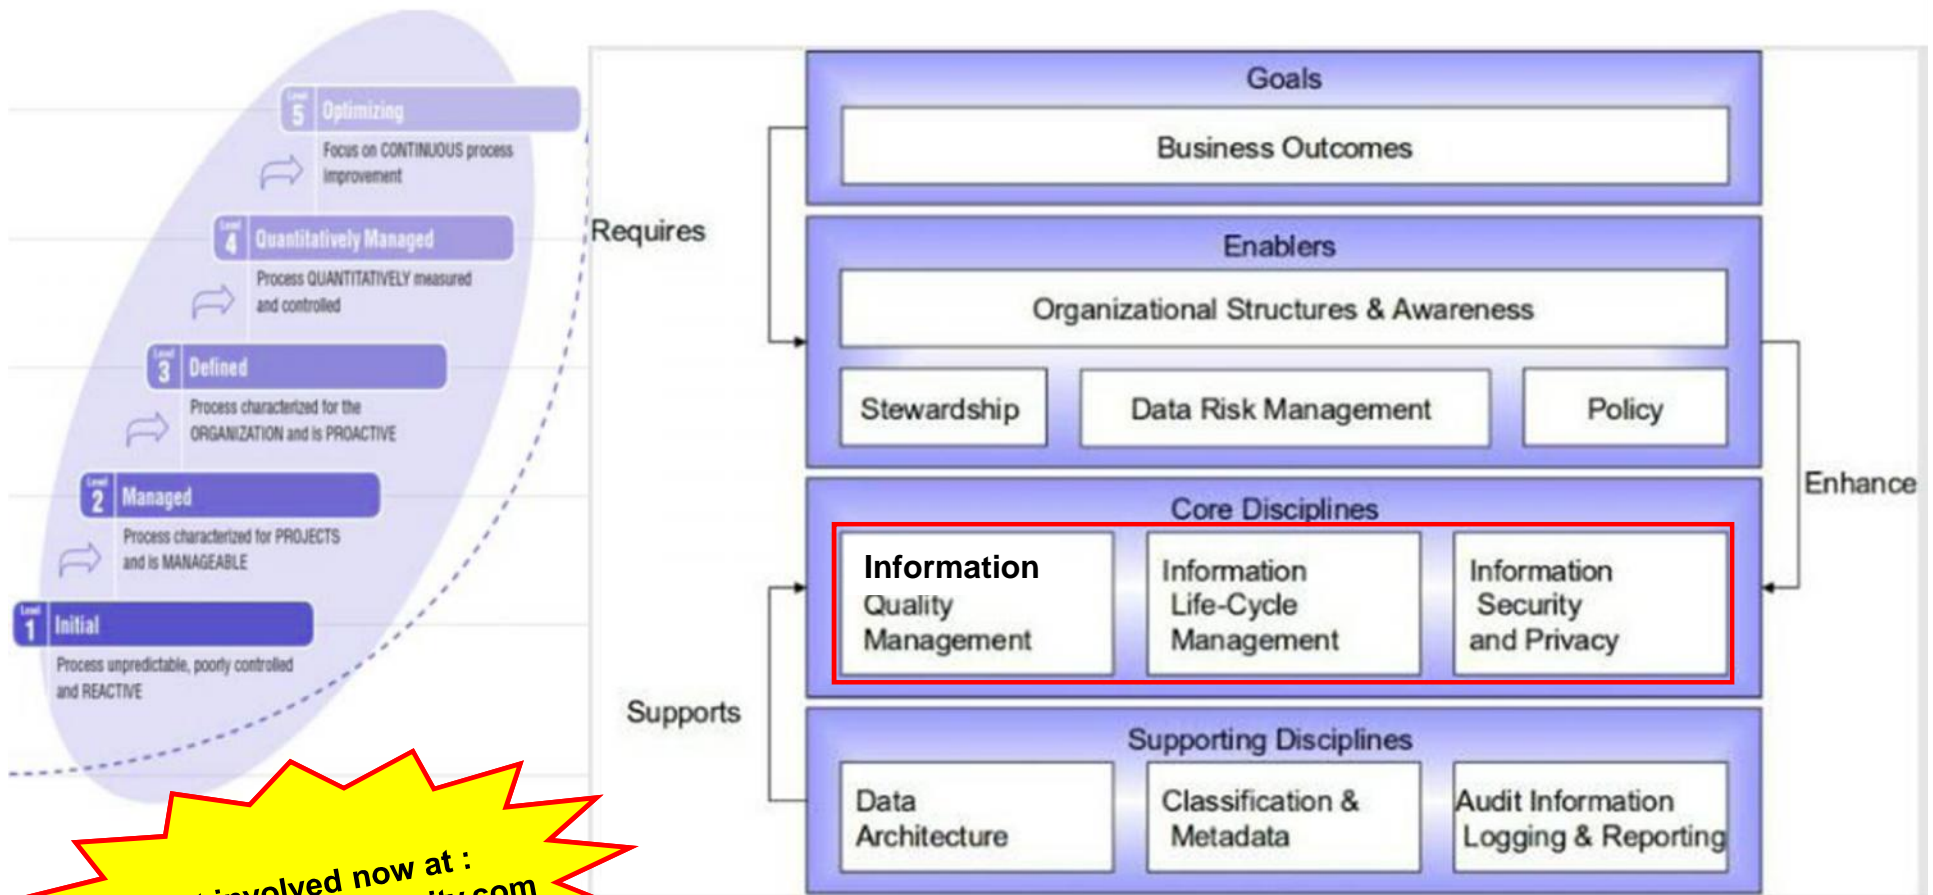 Level
5
Optimizing
Focus on CONTINUOUS process
improvement
Level
4
Quantitatively Managed
Process QUANTITATIVELY measured
and controlled
Level
3
Defined
Process characterized for the
ORGANIZATION and is PROACTIVE
Level
2
Managed
Process characterized for PROJECTS
and is MANAGEABLE
Level
1
Initial
Process unpredictable, poorly controlled
and REACTIVE
involved now at :
Requires
Supports
Goals
Business Outcomes
Enablers
Organizational Structures & Awareness
Stewardship
Data Risk Management
Policy
Enhance
Core Disciplines
Information
Quality
Management
Information
Life-Cycle
Management
Information
Security
and Privacy
Supporting Disciplines
Data
Architecture
Classification &
Metadata
Audit Information
Logging & Reporting